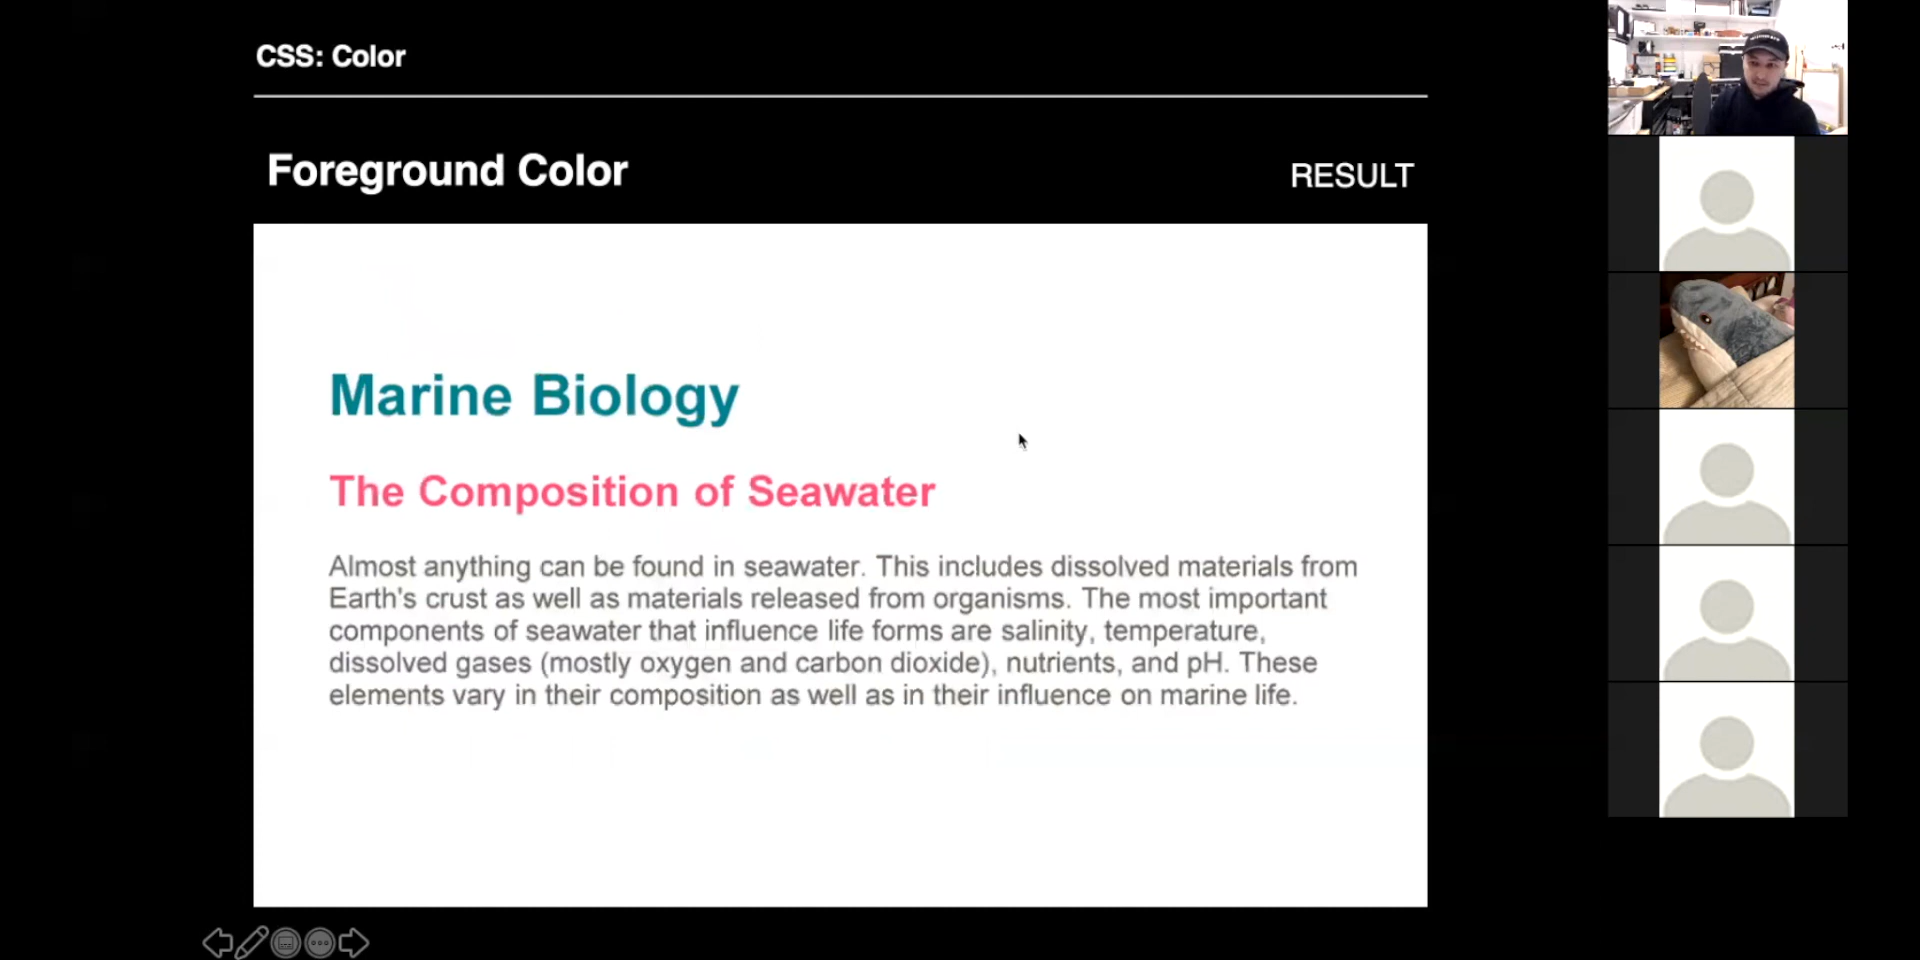 CSS: Color
Foreground Color
RESULT
Marine Biology
The Composition of Seawater
Almost anything can be found in seawater. This includes dissolved materials from
Earth's crust as well as materials released from organisms. The most important
components of seawater that influence life forms are salinity, temperature,
dissolved gases (mostly oxygen and carbon dioxide), nutrients, and pH. These
elements vary in their composition as well as in their influence on marine life.